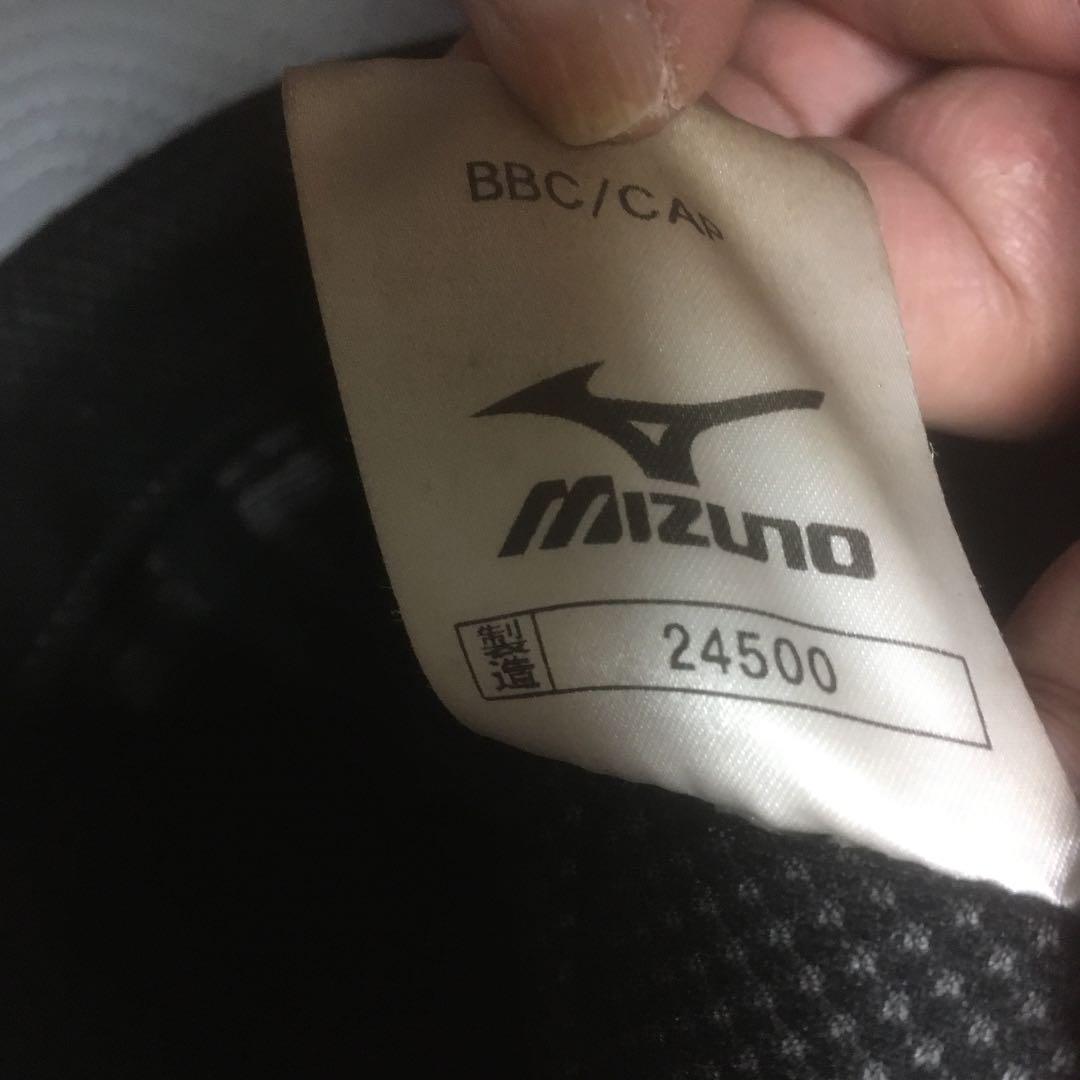 BBC/CAP
MIZUNO
製造 24500